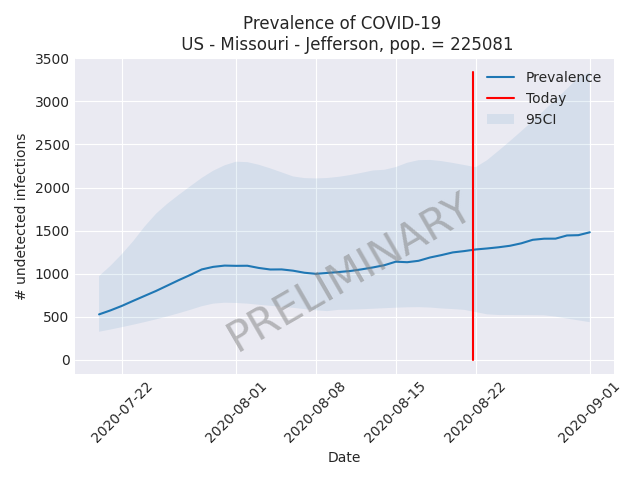 Prevalence of COVID-19
US - Missouri - Jefferson, pop. = 225081
3500
3000
2500
2000
1500
1000
500
0
# undetected infections
Prevalence
Today
95CI
PRELIMINARY
2020-07-22
2020-08-01
2020-08-08
2020-08-15
2020-08-22
2020-09-01
Date